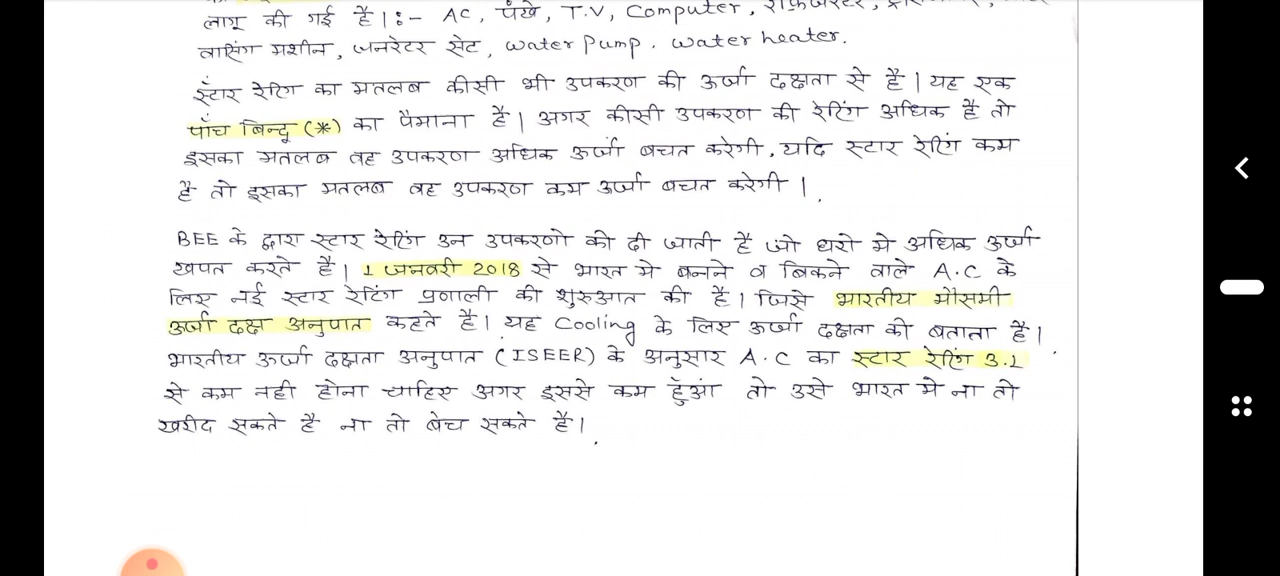 लागू की गई है।:- AC, पंखे, T.V, Computer,
वासिंग मशीन, जनरेटर सेट, Water Pump, Water heater.
स्टाँर रेटिंग का मतलब कीसी भी उपकरण की ऊर्जा दक्षता से है। यह एक
पाँच बिन्दू (*) का पैमाना है। अगर कीसी उपकरण की रेटिंग अधिक है तो
इसका मतलब वह उपकरण अधिक ऊर्जा बचत करेगी, यदि स्टार रेटिंग कम
है तो इसका मतलब वह उपकरण कम ऊर्जा बचत करेगी।
BEE के द्वारा स्टार रेटिंग उन उपकरणो की दी जाती है जो घरो मे अधिक ऊर्जा
खपत करते है। 1 जनवरी 2018 से भारत मे बनने व बिकने वाले A.C के
लिए नई स्टार रेटिंग प्रणाली की शुरुआत की है। जिसे भारतीय मौसमी
ऊर्जा दक्ष अनुपात कहते है। यह Cooling के लिए ऊर्जा दक्षता को बताता है।
भारतीय ऊर्जा दक्षता अनुपात (ISEER) के अनुसार A.C का स्टार रेटिंग 3.1
से कम नही होना चाहिए अगर इससे कम हुआं तो उसे भारत मे ना तो
खरीद सकते है ना तो बेच सकते है।